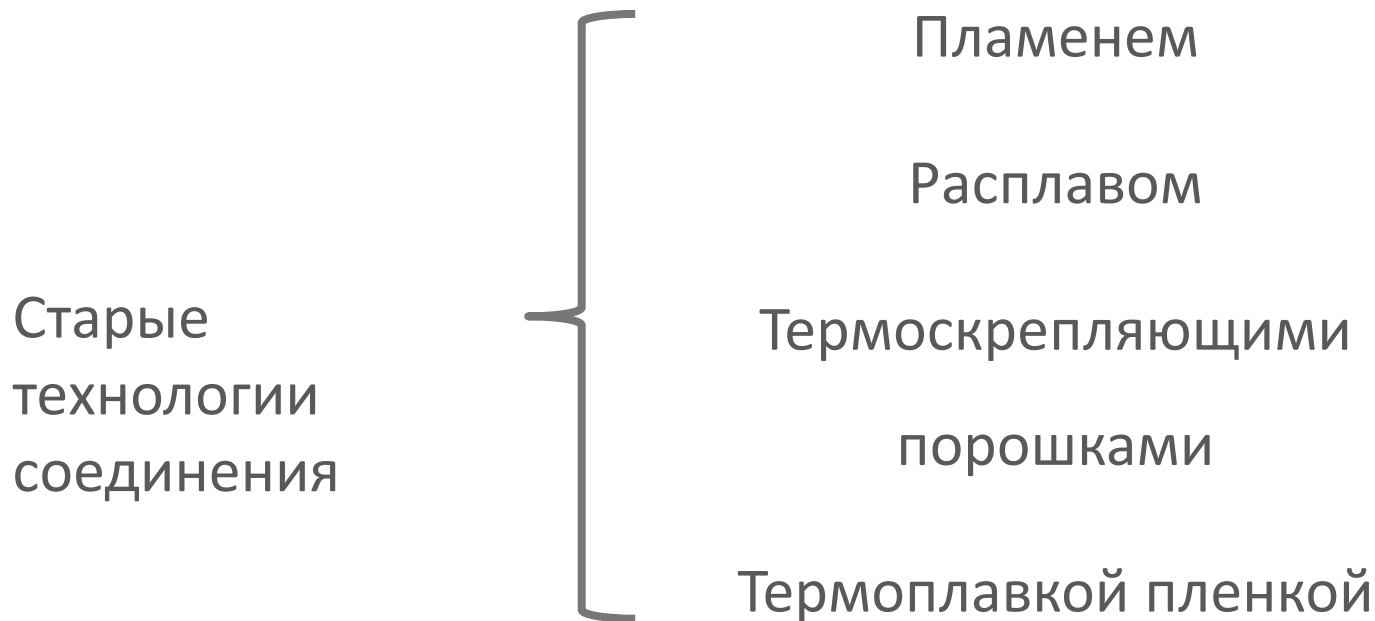 Старые
технологии
соединения
Пламенем
Расплавом
Термоскрепляющими
порошками
Термоплавкой пленкой